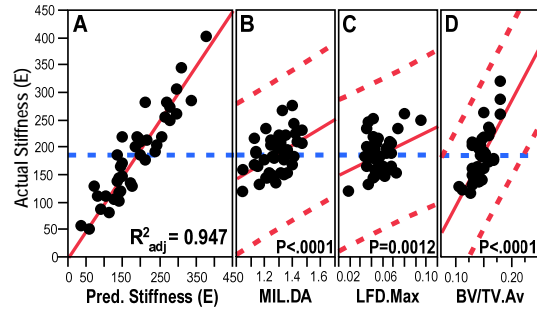 A
B
C
D
Actual Stiffness (E)
450
400
350
300
250
200
150
100
50
0
R²adj = 0.947
P<.0001
P=0.0012
P<.0001
0 50 150 250 350 450
1.0 1.2 1.4 1.6
0.02 0.06 0.10
0.10 0.20
Pred. Stiffness (E)
MIL.DA
LFD.Max
BV/TV.Av